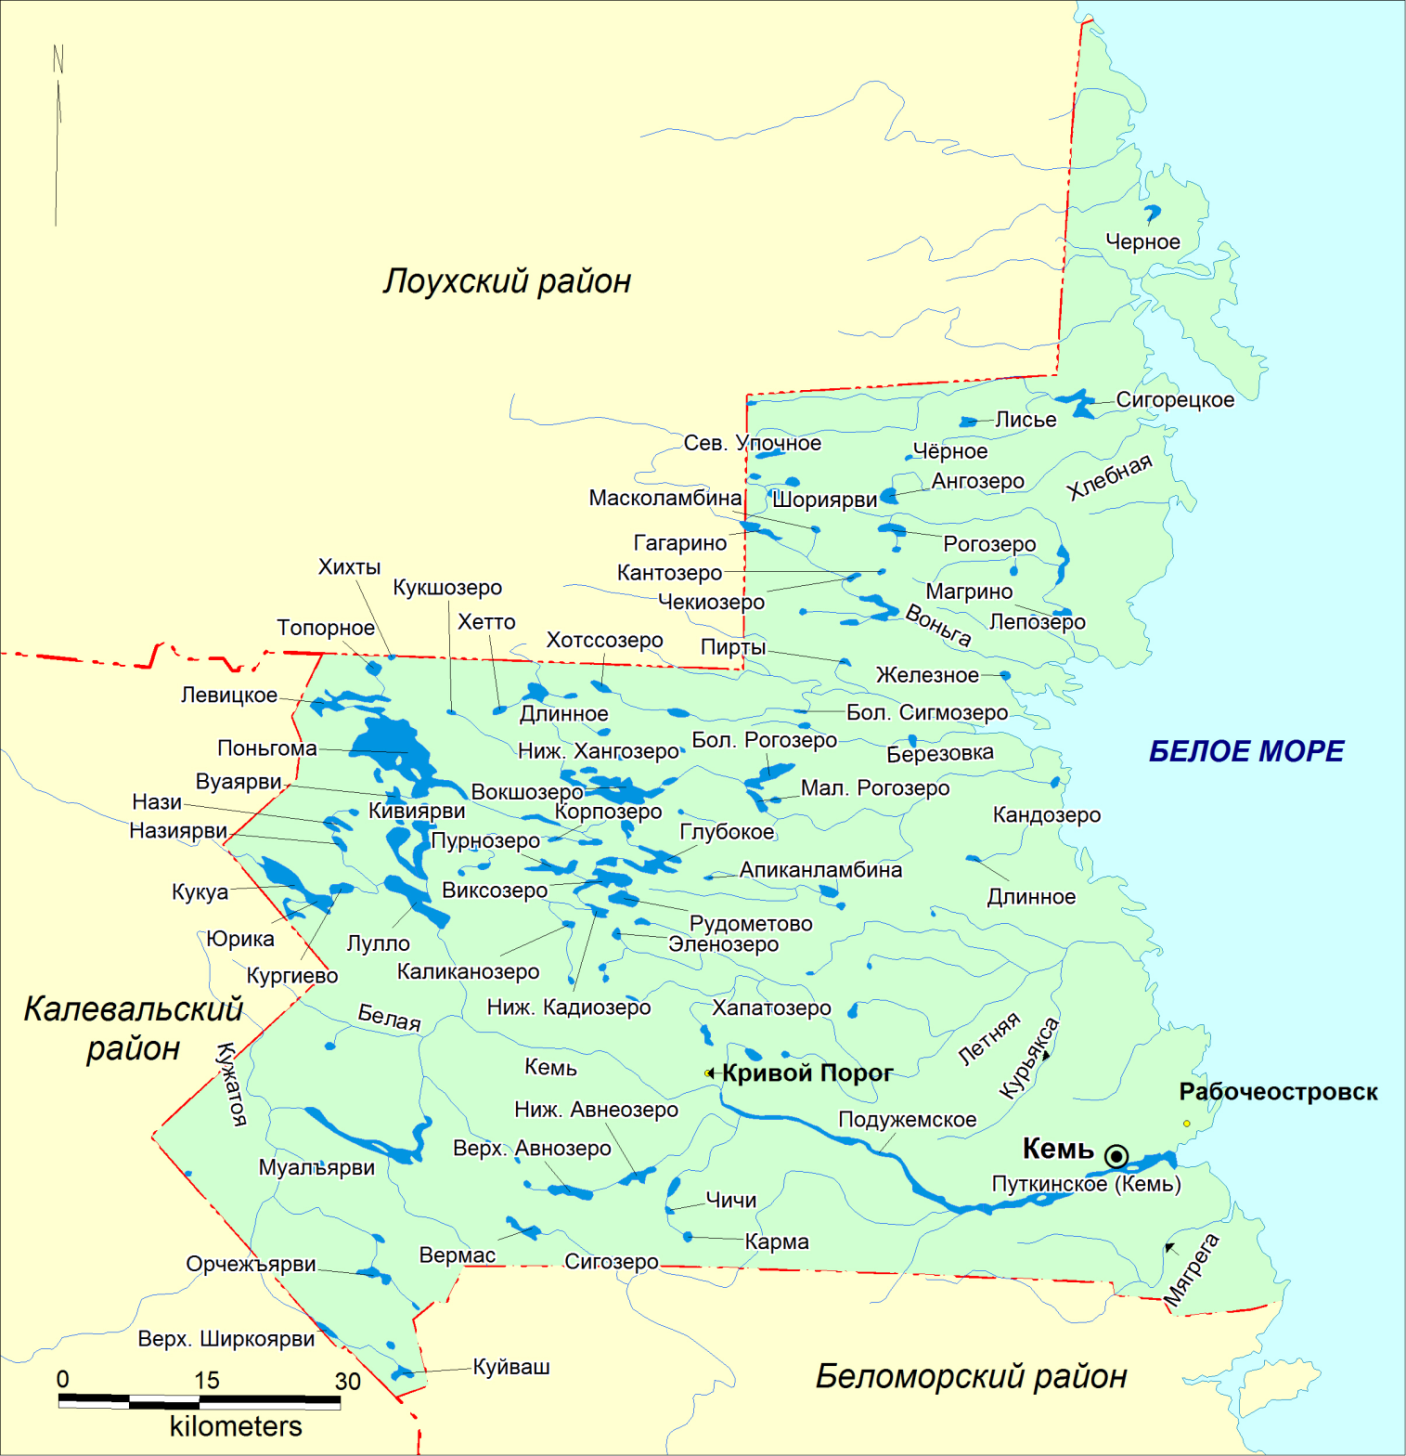 N
Черное
Лоухский район
Сигорецкое
Лисье
Сев. Упочное
Чёрное
Хлебная
Ангозеро
Масколамбина
Шориярви
Гагарино
Рогозеро
Хихты
Кантозеро
Кукшозеро
Магрино
Чекиозеро
Хетто
Воньга
Лепозеро
Топорное
Хотссозеро
Пирты
Железное
Левицкое
Длинное
Бол. Сигмозеро
Поньгома
Ниж. Хангозеро
Бол. Рогозеро
Березовка
БЕЛОЕ МОРЕ
Вуаярви
Вокшозеро
Мал. Рогозеро
Нази
Кивиярви
Корпозеро
Кандозеро
Назиярви
Пурнозеро
Глубокое
Апиканламбина
Кукуа
Виксозеро
Длинное
Рудометово
Юрика
Лулло
Эленозеро
Кургиево
Каликанозеро
Калевальский
район
Ниж. Кадиозеро
Хапатозеро
Белая
Летняя
Курьякса
Кужатоя
Кемь
Кривой Порог
Рабочеостровск
Ниж. Авнеозеро
Подужемское
Верх. Авнозеро
Кемь
Муалъярви
Путкинское (Кемь)
Чичи
Карма
Вермас
Сигозеро
Мягрега
Орчежъярви
Верх. Ширкоярви
Куйваш
Беломорский район
0 15 30
kilometers